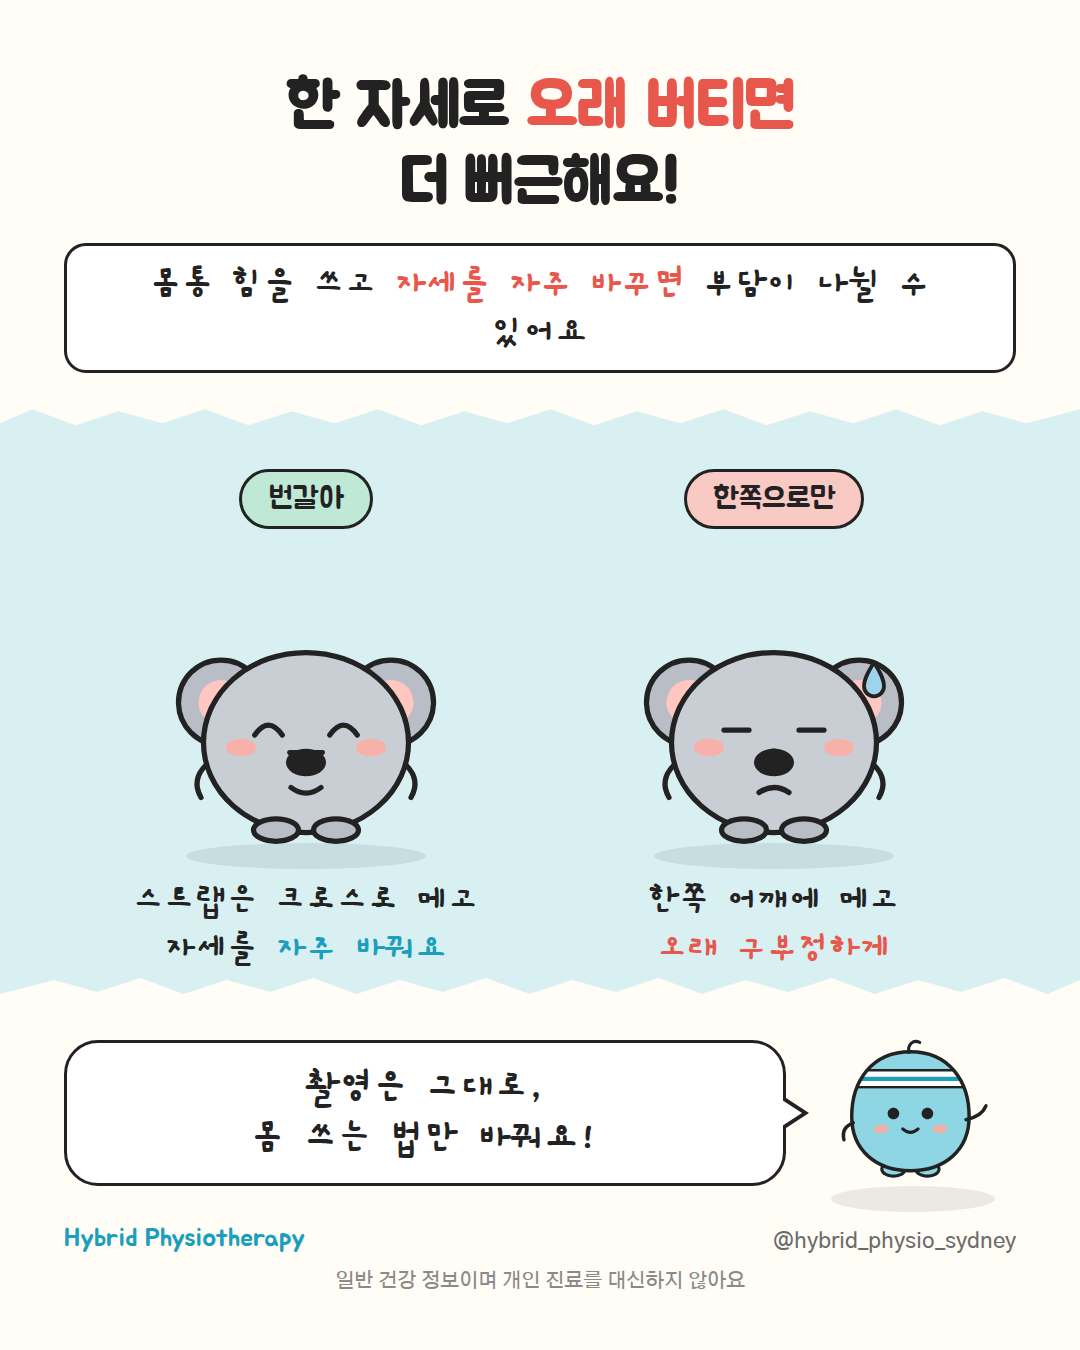 한 자세로 오래 버티면
더 뻐근해요!
몸통 힘을 쓰고 자세를 자주 바꾸면 부담이 나뉠 수
있어요
번갈아
한쪽으로만
스트랩은 크로스로 메고
자세를 자주 바꿔요
한쪽 어깨에 메고
오래 구부정하게
촬영은 그대로,
몸 쓰는 법만 바꿔요!
Hybrid Physiotherapy
@hybrid_physio_sydney
일반 건강 정보이며 개인 진료를 대신하지 않아요